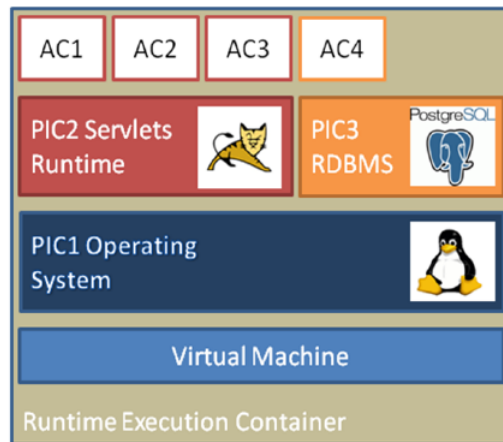 AC1 AC2 AC3 AC4
PIC2 Servlets
Runtime
PIC3
RDBMS
PostgreSQL
PIC1 Operating
System
Virtual Machine
Runtime Execution Container